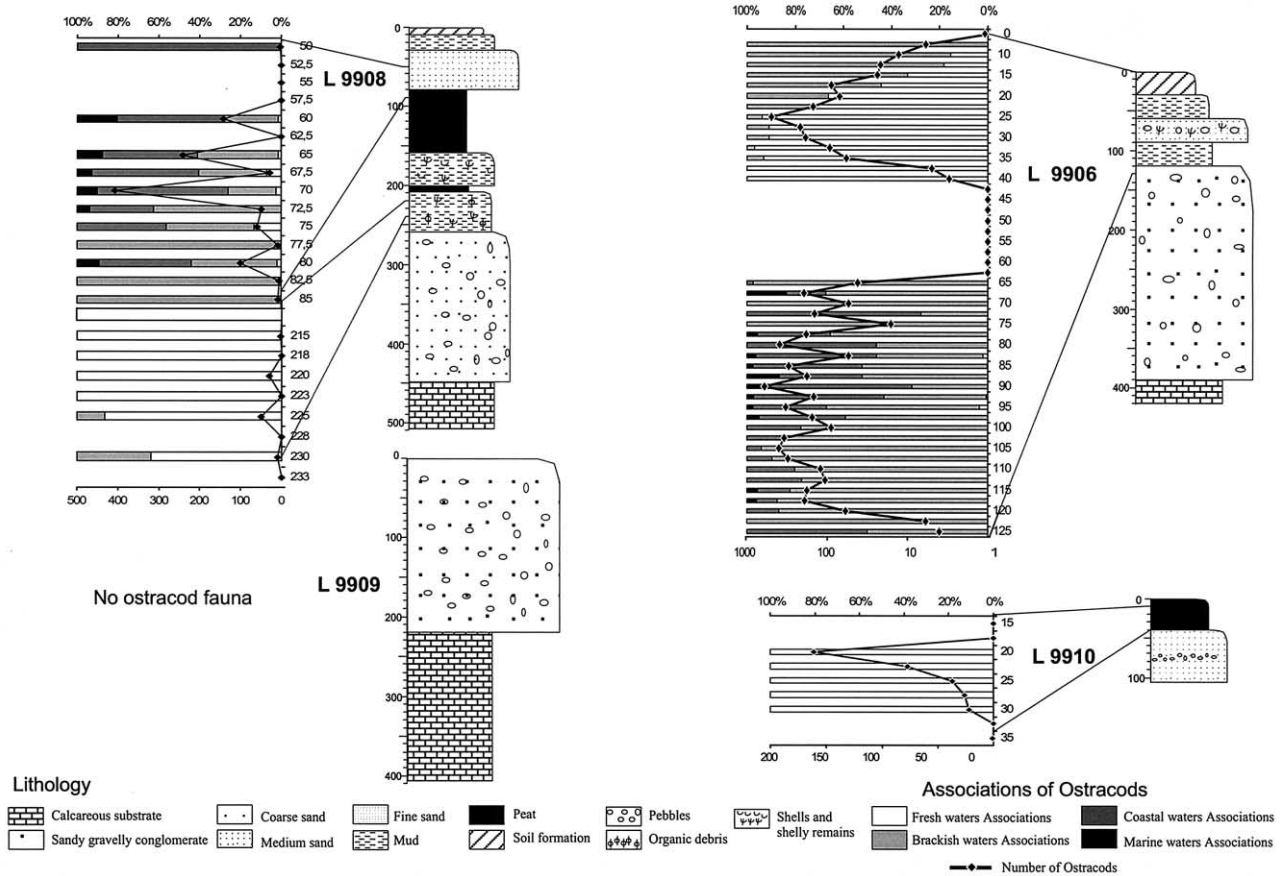 100% 80% 60% 40% 20% 0%
50
52,5
55
57,5
60
62,5
65
67,5
70
72,5
75
77,5
80
82,5
85
215
218
220
223
225
228
230
233
500 400 300 200 100 0
L 9908
0
100
200
300
400
500
No ostracod fauna
L 9909
0
100
200
300
400
100% 80% 60% 40% 20% 0%
0
10
15
20
25
30
35
40
45
50
55
60
65
70
75
80
85
90
95
100
105
110
115
120
125
1000 100 10 1
L 9906
0
100
200
300
400
100% 80% 60% 40% 20% 0%
15
20
25
30
35
200 150 100 50 0
L 9910
0
100
Lithology
Calcareous substrate
Coarse sand
Fine sand
Peat
Pebbles
Shells and
shelly remains
Sandy gravelly conglomerate
Medium sand
Mud
Soil formation
Organic debris
Associations of Ostracods
Fresh waters Associations
Coastal waters Associations
Brackish waters Associations
Marine waters Associations
Number of Ostracods